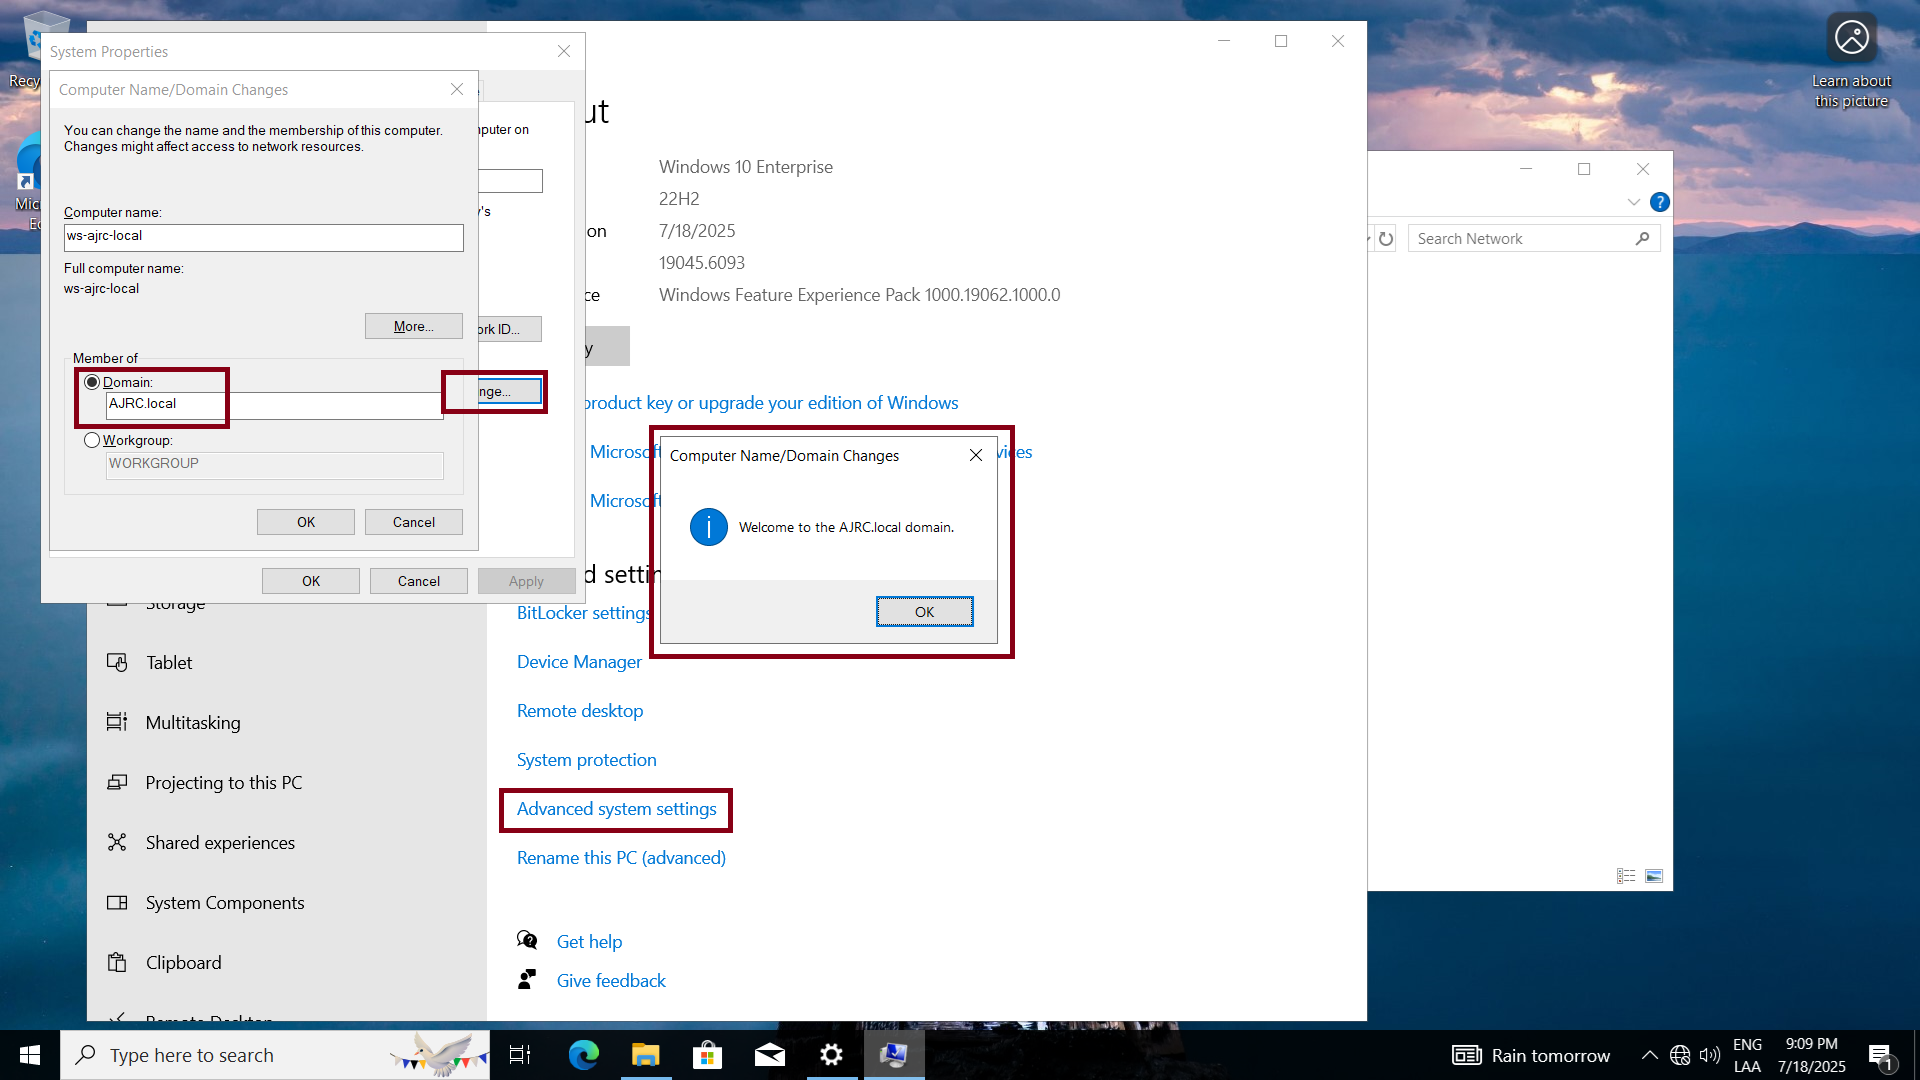 Recy
Learn about
this picture
Mic
Ec
System Properties
Computer Name/Domain Changes
You can change the name and the membership of this computer.
Changes might affect access to network resources.
Computer name:
ws-ajrc-local
Full computer name:
ws-ajrc-local
More...
Member of
Domain:
AJRC.local
Workgroup:
WORKGROUP
OK
Cancel
nputer on
y's
ork ID...
nge...
OK
Cancel
Apply
ut
Windows 10 Enterprise
22H2
on
7/18/2025
19045.6093
ce
Windows Feature Experience Pack 1000.19062.1000.0
y
product key or upgrade your edition of Windows
Microsoft
vices
Microsoft
d settin
BitLocker settings
Device Manager
Remote desktop
System protection
Advanced system settings
Rename this PC (advanced)
Get help
Give feedback
Computer Name/Domain Changes
Welcome to the AJRC.local domain.
OK
Storage
Tablet
Multitasking
Projecting to this PC
Shared experiences
System Components
Clipboard
Remote Desktop
Search Network
Type here to search
Rain tomorrow
ENG
LAA
9:09 PM
7/18/2025
1